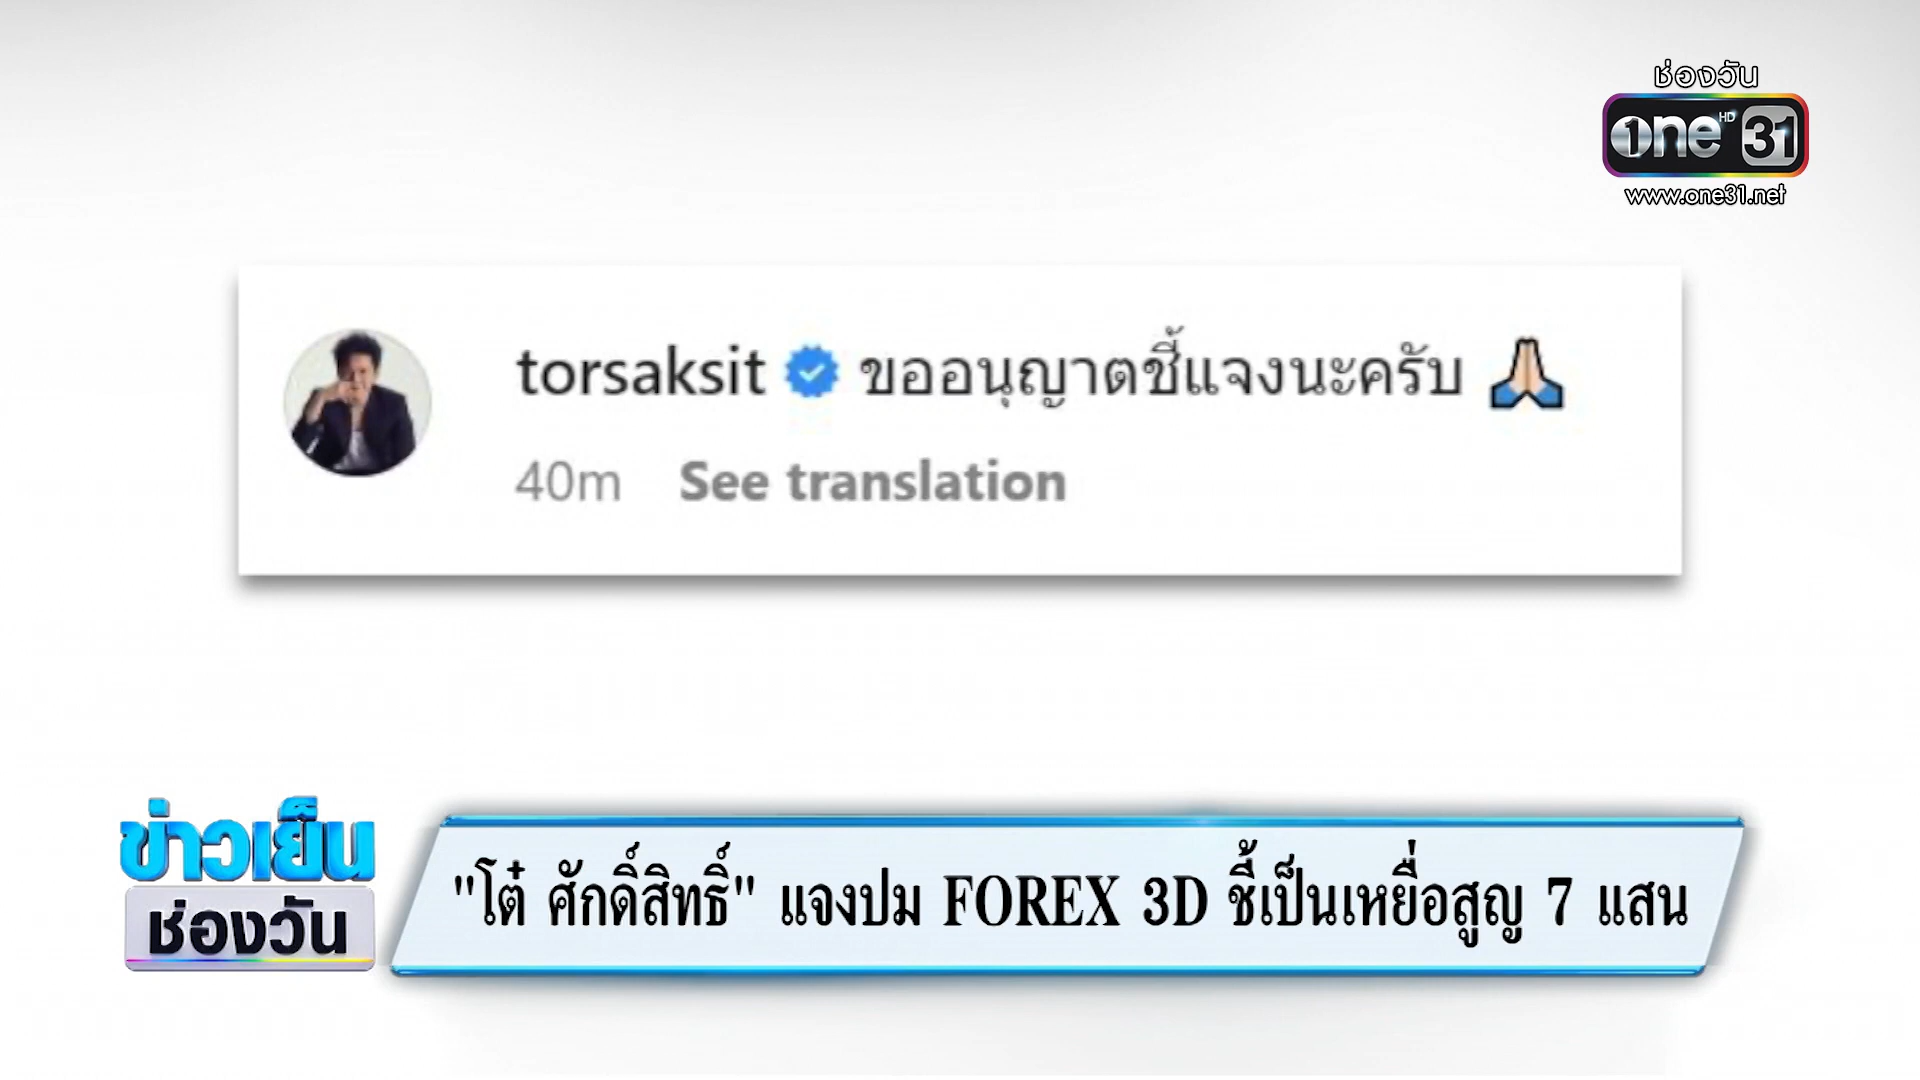 ช่องวัน
one HD 31
www.one31.net
torsaksit ขออนุญาตชี้แจงนะครับ 🙏🏻
40m See translation
ข่าวเย็น
ช่องวัน
"โต๋ ศักดิ์สิทธิ์" แจงปม FOREX 3D ชี้เป็นเหยื่อสูญ 7 แสน